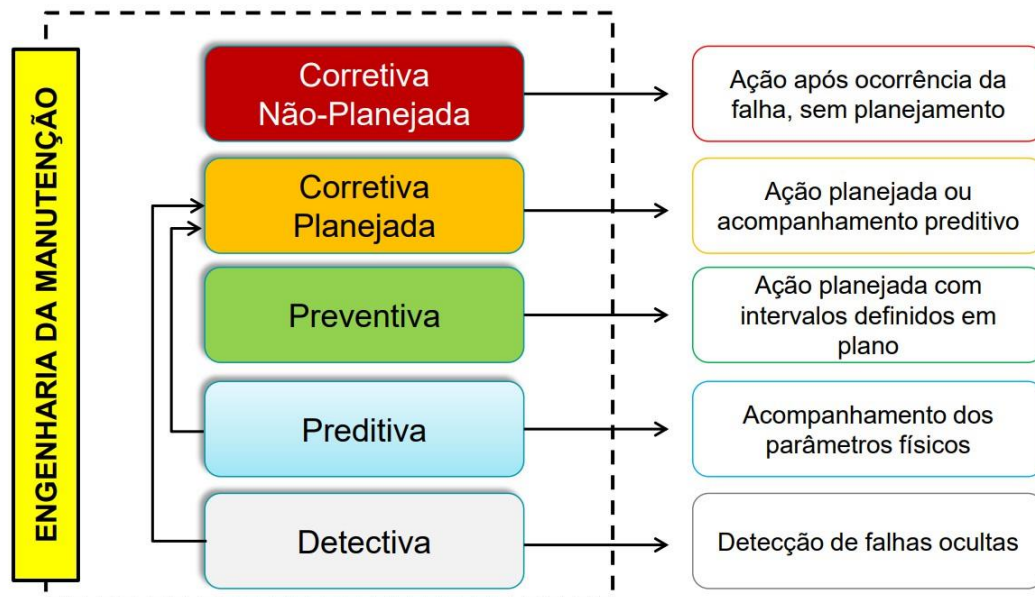 ENGENHARIA DA MANUTENÇÃO
Corretiva
Não-Planejada
Ação após ocorrência da
falha, sem planejamento
Corretiva
Planejada
Ação planejada ou
acompanhamento preditivo
Preventiva
Ação planejada com
intervalos definidos em
plano
Preditiva
Acompanhamento dos
parâmetros físicos
Detectiva
Detecção de falhas ocultas